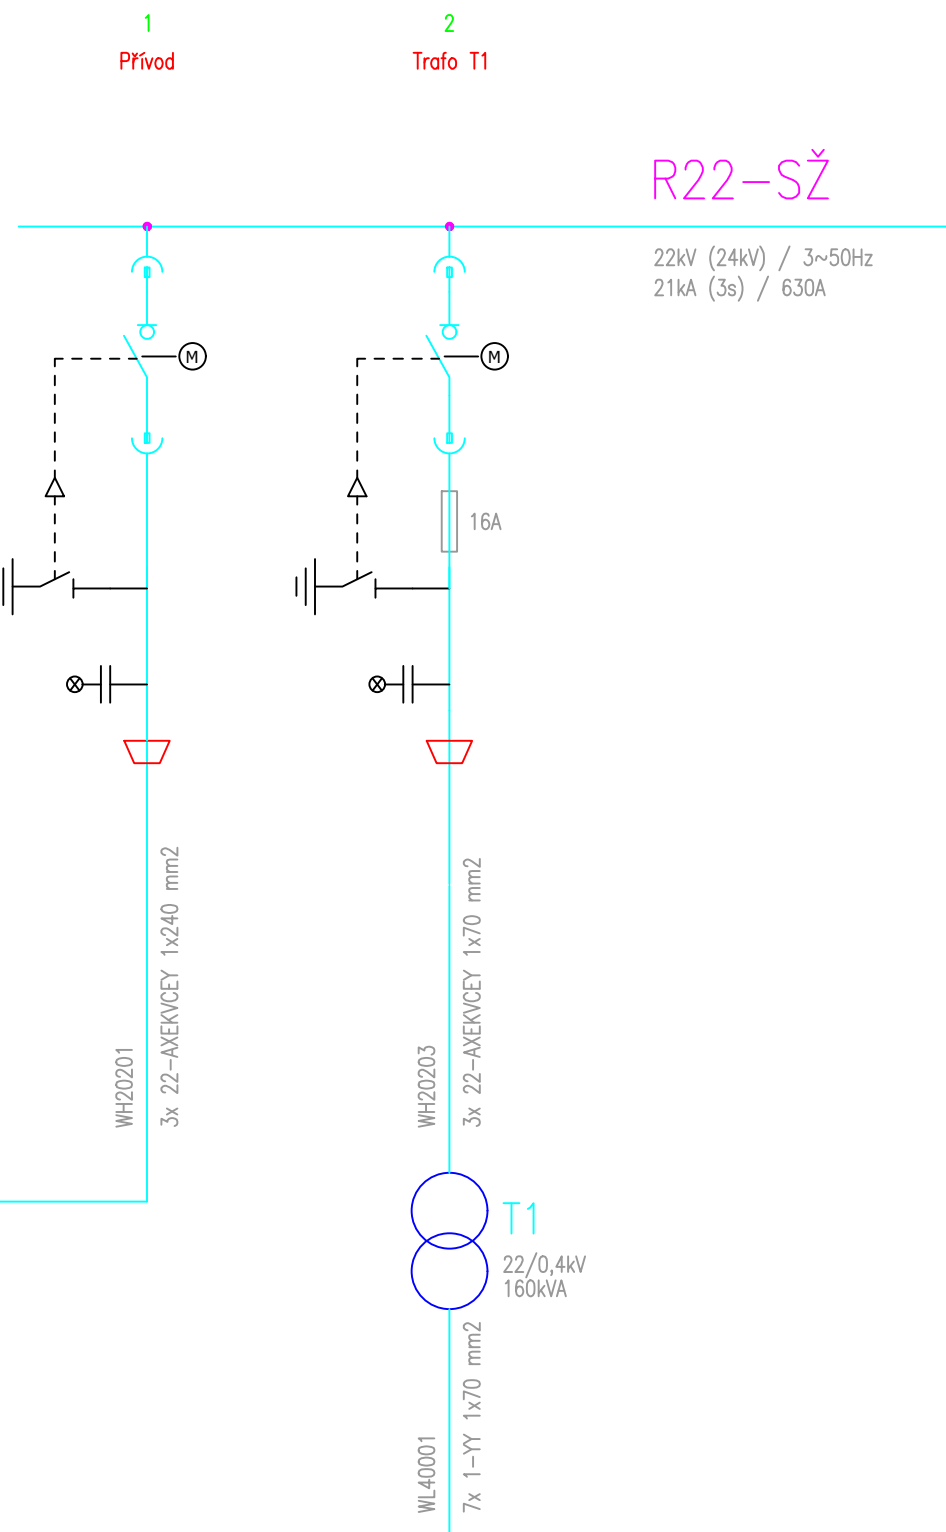 1
2
Přívod
Trafo T1
R22-SŽ
22kV (24kV) / 3~50Hz
21kA (3s) / 630A
M
M
16A
WH20201
3x 22-AXEKVCEY 1x240 mm2
WH20203
3x 22-AXEKVCEY 1x70 mm2
T1
22/0,4kV
160kVA
WL40001
7x 1-YY 1x70 mm2